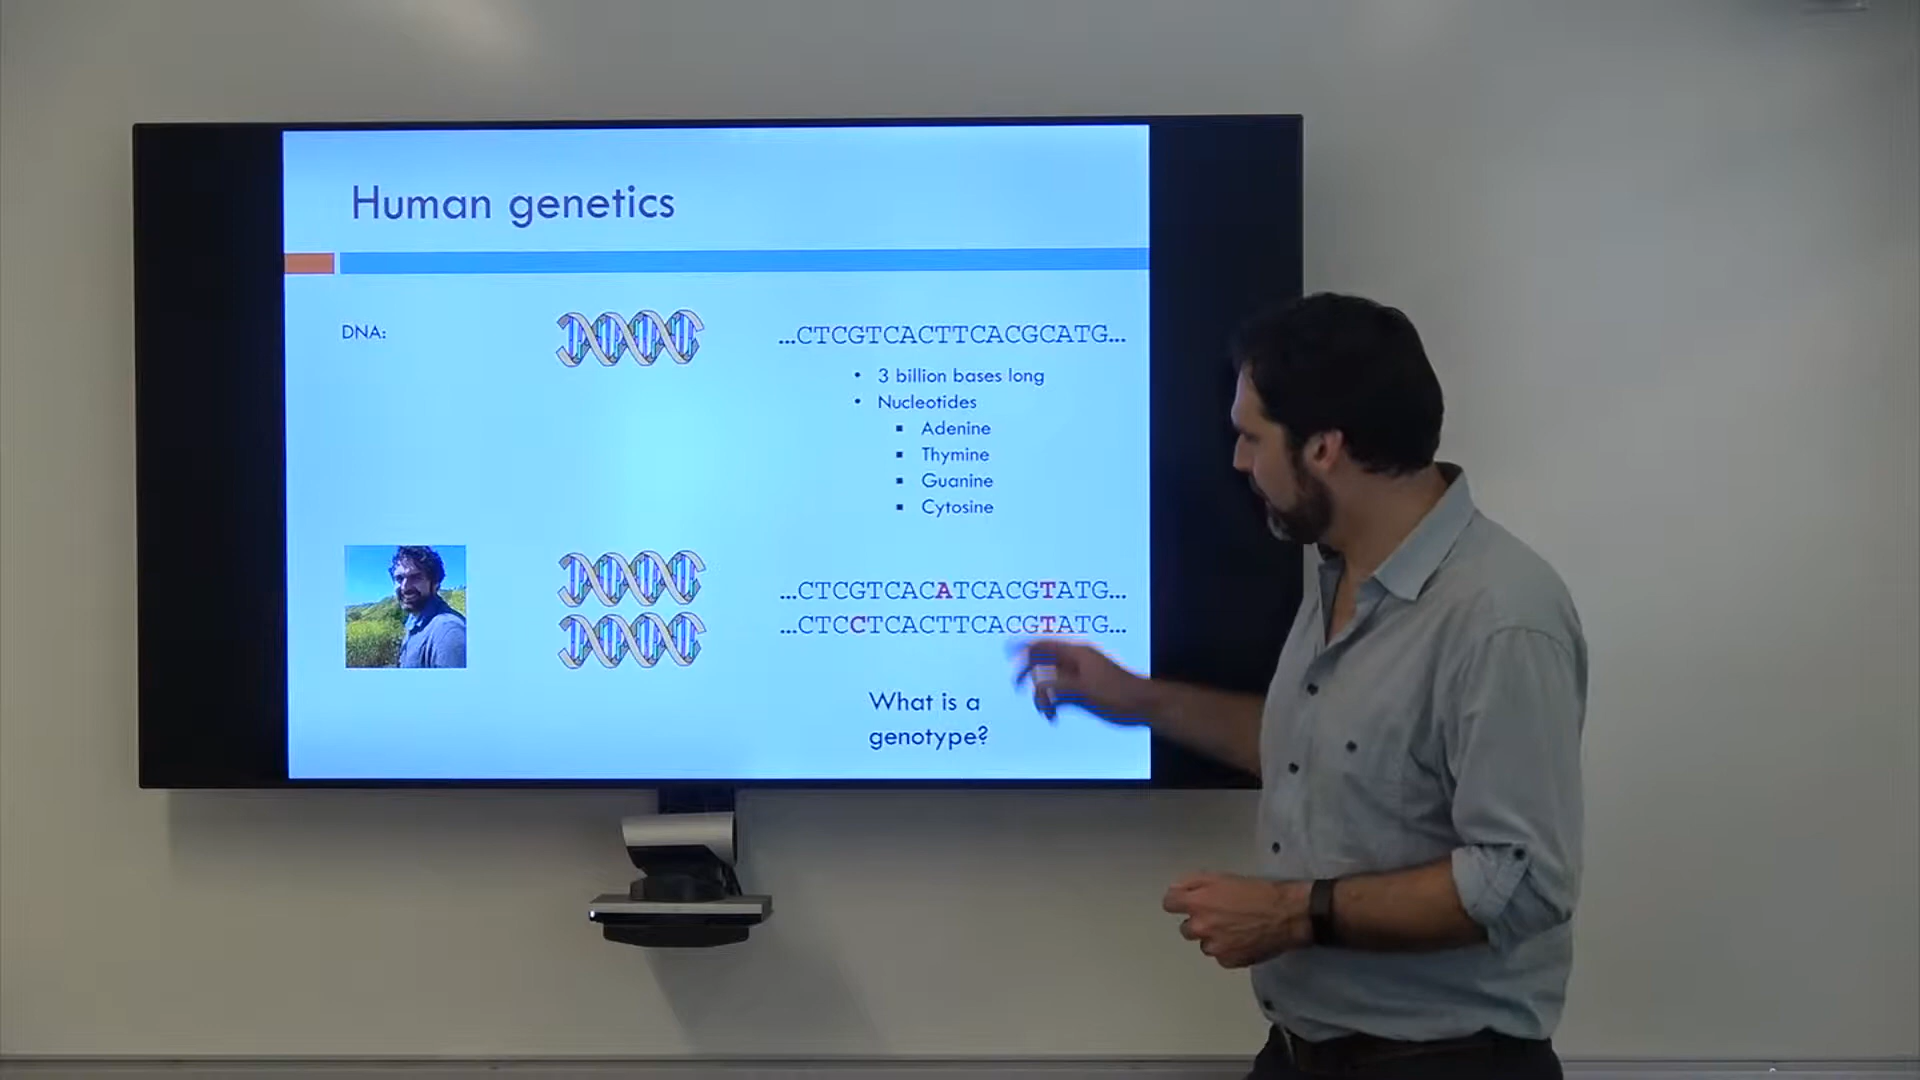 Human genetics
DNA:
...CTCGTCACTTCACGCATG...
• 3 billion bases long
• Nucleotides
▪ Adenine
▪ Thymine
▪ Guanine
▪ Cytosine
...CTCGTCACATCACGTATG...
...CTCCTCACTTCACGTATG...
What is a
genotype?